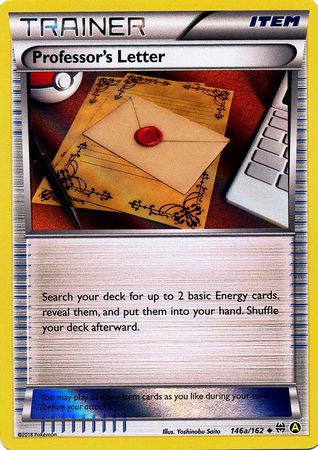 TRAINER ITEM
Professor's Letter
Search your deck for up to 2 basic Energy cards,
reveal them, and put them into your hand. Shuffle
your deck afterward.
You may play as many Item cards as you like during your turn
(before your attack).
©2018 Pokémon Illus. Yoshinobu Saito 146a/162 A